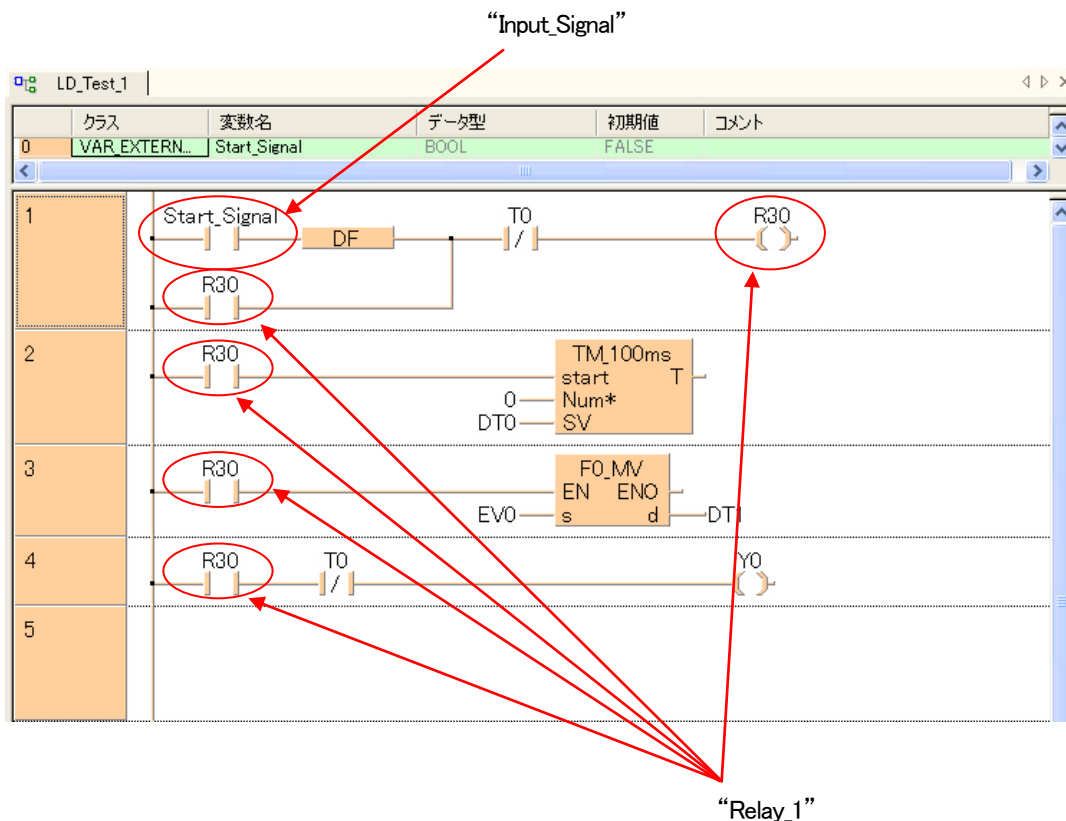 “Input_Signal”
LD_Test_1
クラス 変数名 データ型 初期値 コメント
0 VAR_EXTERN... Start_Signal BOOL FALSE
1
Start_Signal T0 R30
DF
R30
2
R30 TM_100ms
start T
0 Num*
DT0 SV
3
R30 F0_MV
EN ENO
EV0 s d DT1
4
R30 T0 Y0
5
“Relay_1”